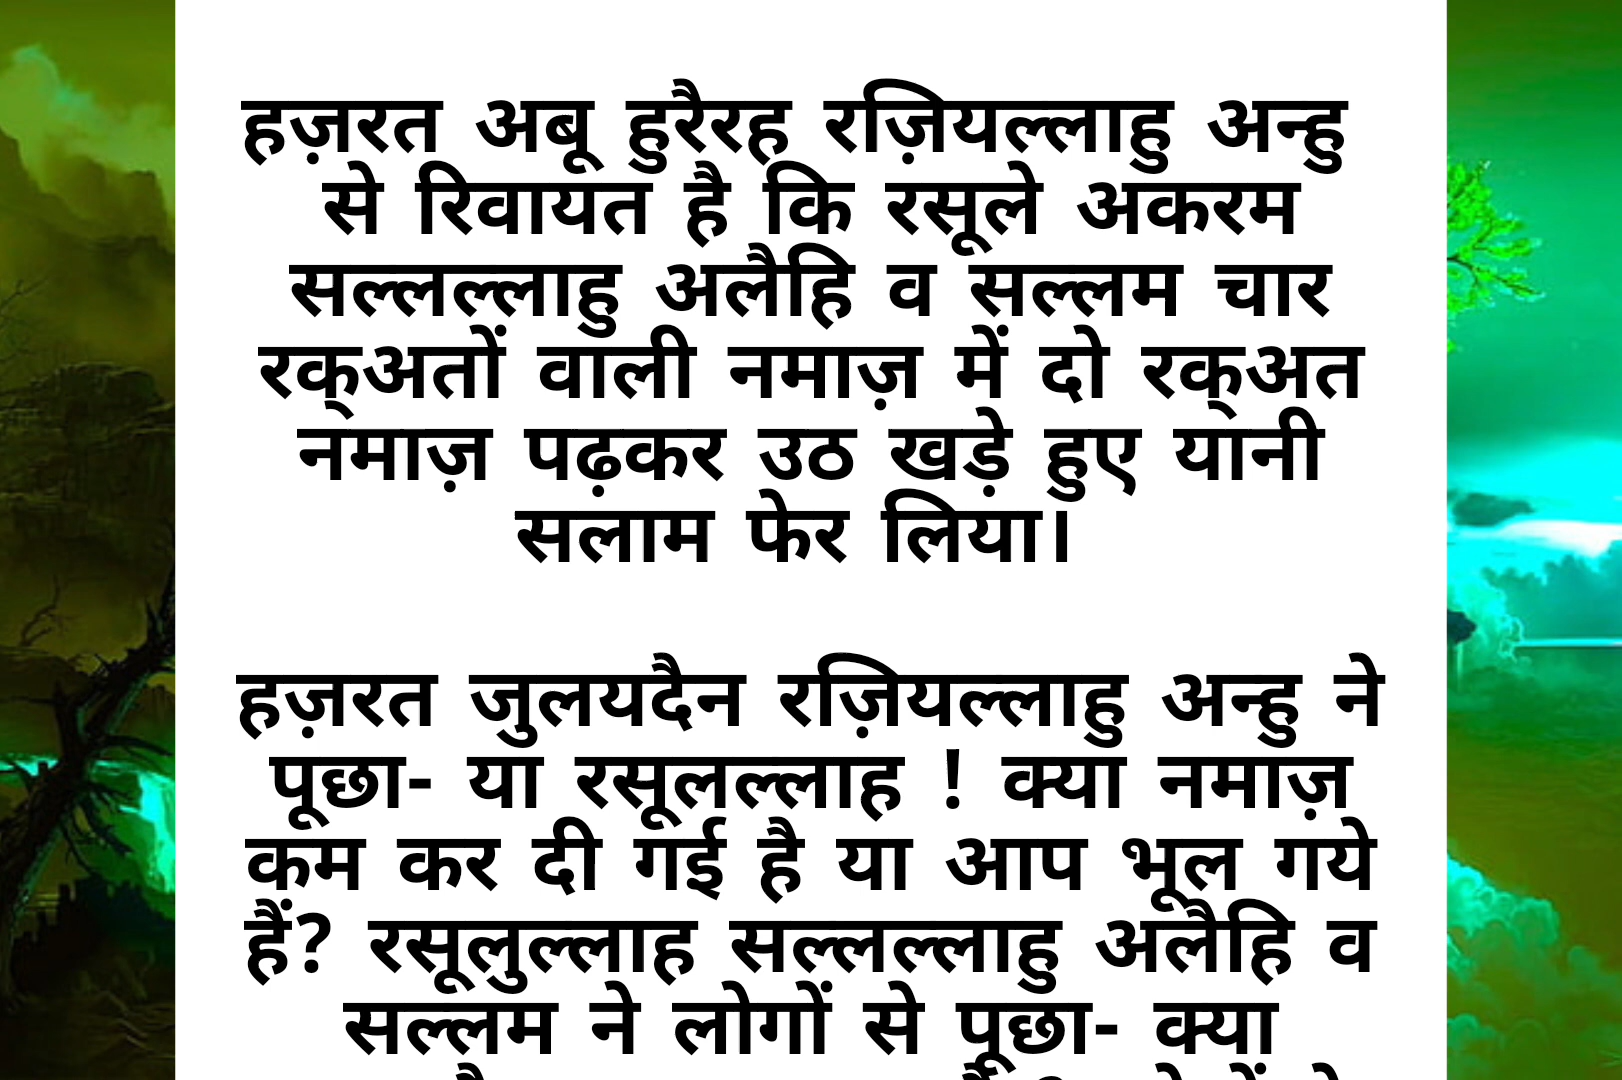 हज़रत अबू हुरैरह रज़ियल्लाहु अन्हु
से रिवायत है कि रसूले अकरम
सल्लल्लाहु अलैहि व सल्लम चार
रक्अतों वाली नमाज़ में दो रक्अत
नमाज़ पढ़कर उठ खड़े हुए यानी
सलाम फेर लिया।
हज़रत जुलयदैन रज़ियल्लाहु अन्हु ने
पूछा- या रसूलल्लाह ! क्या नमाज़
कम कर दी गई है या आप भूल गये
हैं? रसूलुल्लाह सल्लल्लाहु अलैहि व
सल्लम ने लोगों से पूछा- क्या